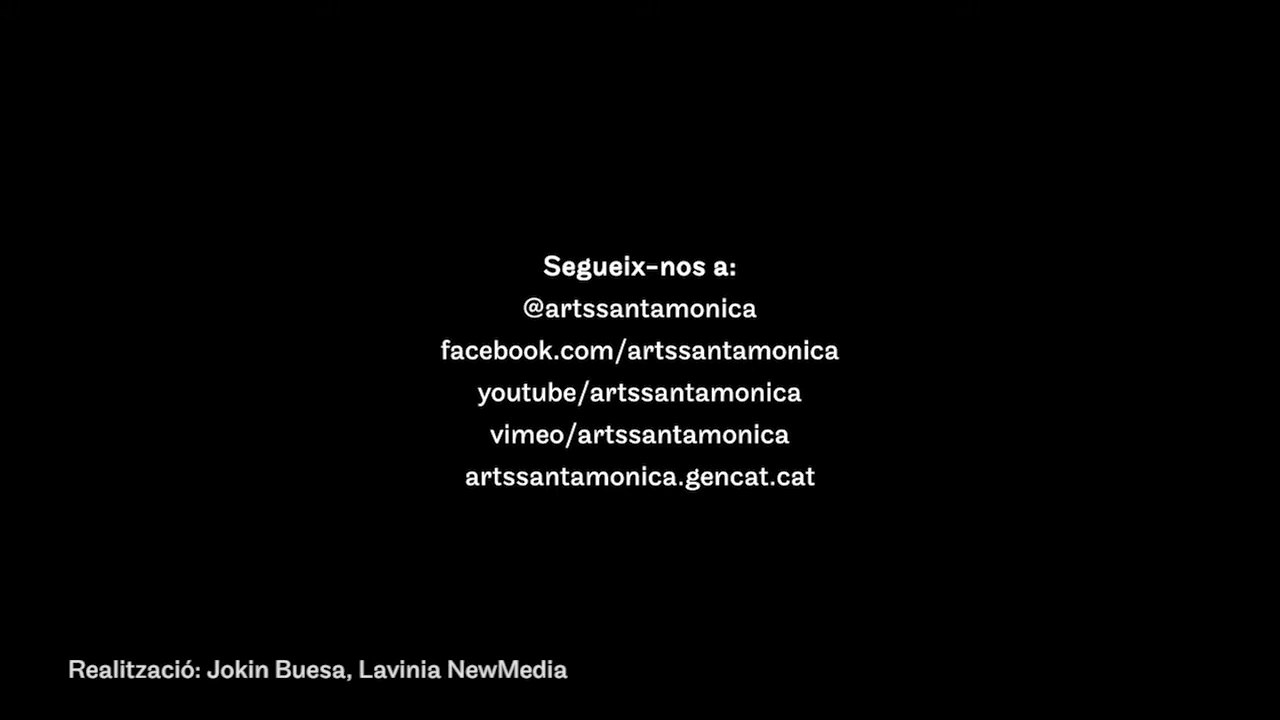 Segueix-nos a:
@artssantamonica
facebook.com/artssantamonica
youtube/artssantamonica
vimeo/artssantamonica
artssantamonica.gencat.cat
Realització: Jokin Buesa, Lavinia NewMedia